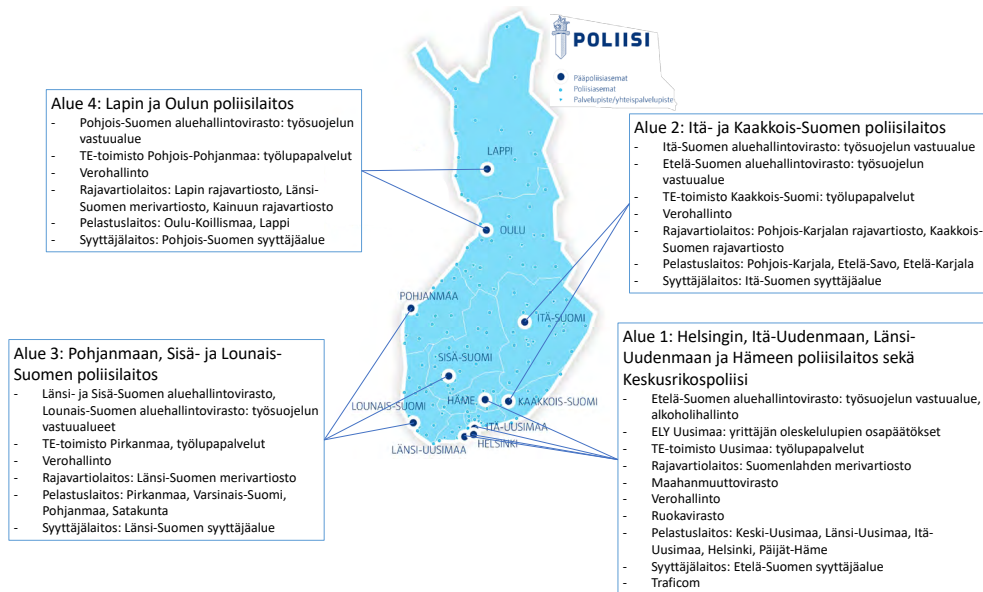 POLIISI
Pääpoliisiasemat
Poliisiasemat
Palvelupiste/yhteispalvelupiste
Alue 4: Lapin ja Oulun poliisilaitos
- Pohjois-Suomen aluehallintovirasto: työsuojelun
vastuualue
- TE-toimisto Pohjois-Pohjanmaa: työlupapalvelut
- Verohallinto
- Rajavartiolaitos: Lapin rajavartiosto, Länsi-
Suomen merivartiosto, Kainuun rajavartiosto
- Pelastuslaitos: Oulu-Koillismaa, Lappi
- Syyttäjälaitos: Pohjois-Suomen syyttäjäalue
Alue 2: Itä- ja Kaakkois-Suomen poliisilaitos
- Itä-Suomen aluehallintovirasto: työsuojelun vastuualue
- Etelä-Suomen aluehallintovirasto: työsuojelun
vastuualue
- TE-toimisto Kaakkois-Suomi: työlupapalvelut
- Verohallinto
- Rajavartiolaitos: Pohjois-Karjalan rajavartiosto, Kaakkois-
Suomen rajavartiosto
- Pelastuslaitos: Pohjois-Karjala, Etelä-Savo, Etelä-Karjala
- Syyttäjälaitos: Itä-Suomen syyttäjäalue
LAPPI
OULU
POHJANMAA
ITÄ-SUOMI
SISÄ-SUOMI
HÄME
KAAKKOIS-SUOMI
LOUNAIS-SUOMI
ITÄ-UUSIMAA
HELSINKI
LÄNSI-UUSIMAA
Alue 3: Pohjanmaan, Sisä- ja Lounais-
Suomen poliisilaitos
- Länsi- ja Sisä-Suomen aluehallintovirasto,
Lounais-Suomen aluehallintovirasto: työsuojelun
vastuualueet
- TE-toimisto Pirkanmaa, työlupapalvelut
- Verohallinto
- Rajavartiolaitos: Länsi-Suomen merivartiosto
- Pelastuslaitos: Pirkanmaa, Varsinais-Suomi,
Pohjanmaa, Satakunta
- Syyttäjälaitos: Länsi-Suomen syyttäjäalue
Alue 1: Helsingin, Itä-Uudenmaan, Länsi-
Uudenmaan ja Hämeen poliisilaitos sekä
Keskusrikospoliisi
- Etelä-Suomen aluehallintovirasto: työsuojelun vastuualue,
alkoholihallinto
- ELY Uusimaa: yrittäjän oleskelulupien osapäätökset
- TE-toimisto Uusimaa: työlupapalvelut
- Rajavartiolaitos: Suomenlahden merivartiosto
- Maahanmuuttovirasto
- Verohallinto
- Ruokavirasto
- Pelastuslaitos: Keski-Uusimaa, Länsi-Uusimaa, Itä-
Uusimaa, Helsinki, Päijät-Häme
- Syyttäjälaitos: Etelä-Suomen syyttäjäalue
- Traficom